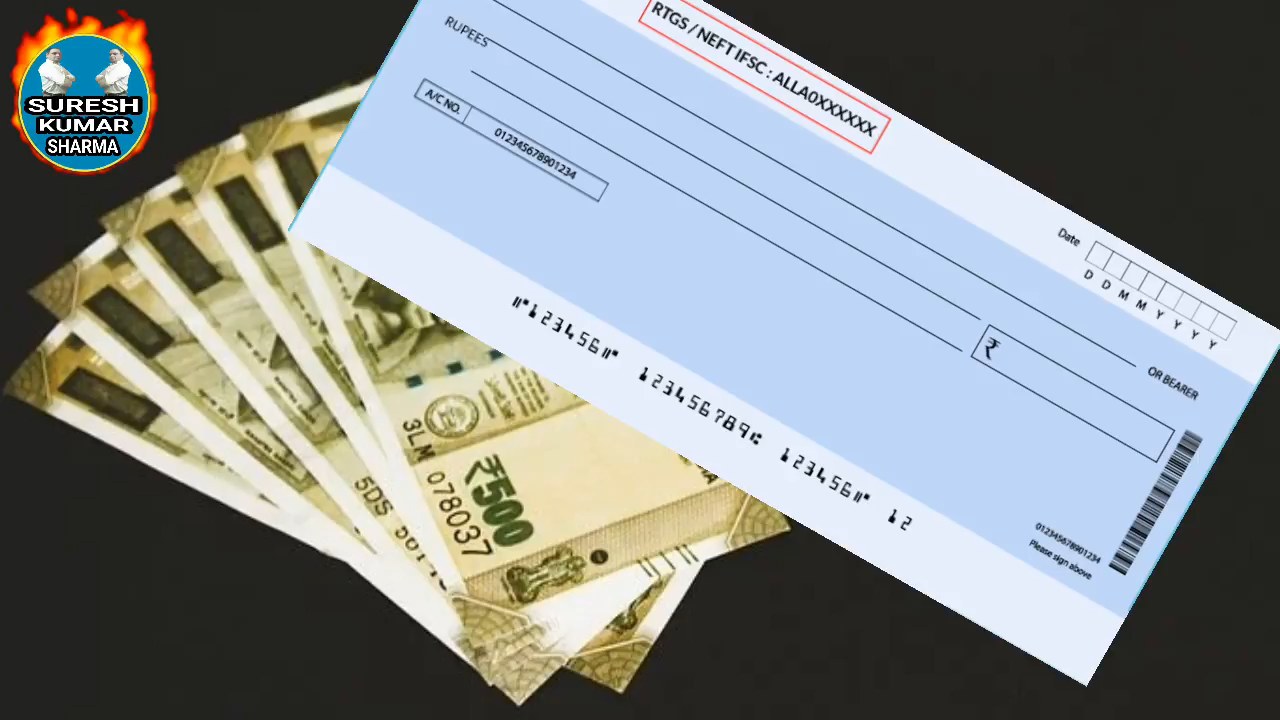 SURESH
KUMAR
SHARMA
RTGS / NEFT IFSC : ALLA0XXXXXX
RUPEES
A/C NO.
012345678901234
Date
D D M M Y Y Y Y
OR BEARER
₹
⑈123456⑈ 123456789⑆ 123456⑈ 12
012345678901234
Please sign above
3LM 078037
₹500
5DS